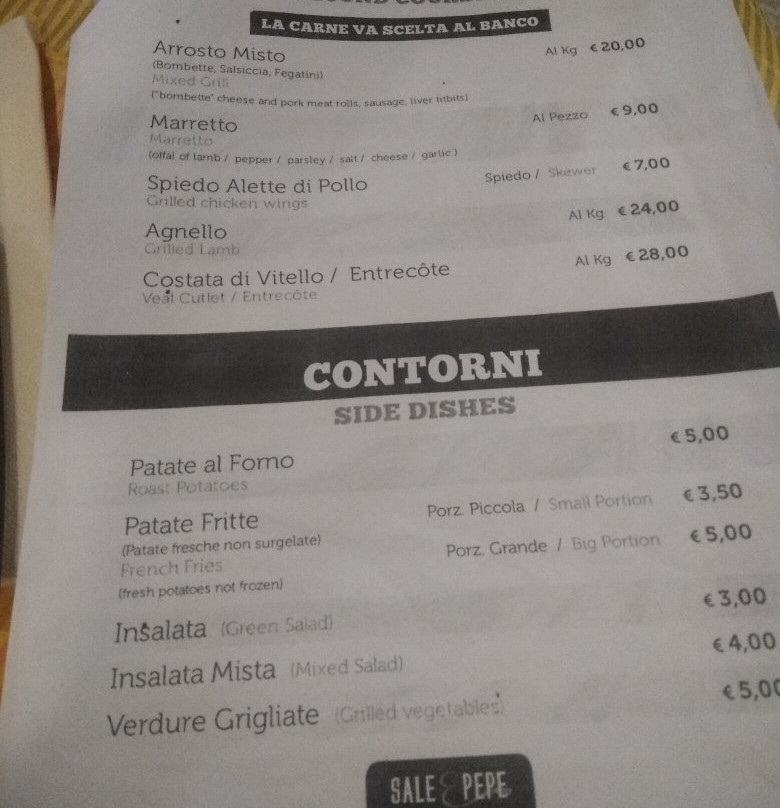 LA CARNE VA SCELTA AL BANCO
Arrosto Misto Al Kg € 20,00
(Bombette, Salsiccia, Fegatini)
Mixed Grill
("bombette" cheese and pork meat rolls, sausage, liver titbits)
Marretto Al Pezzo € 9,00
Marretto
(offal of lamb / pepper / parsley / salt / cheese / garlic )
Spiedo Alette di Pollo Spiedo / Skewer € 7,00
Grilled chicken wings
Agnello Al Kg € 24,00
Grilled Lamb
Costata di Vitello / Entrecôte Al Kg € 28,00
Veal Cutlet / Entrecôte
CONTORNI
SIDE DISHES
Patate al Forno € 5,00
Roast Potatoes
Patate Fritte Porz. Piccola / Small Portion € 3,50
(Patate fresche non surgelate) Porz. Grande / Big Portion € 5,00
French Fries
(fresh potatoes not frozen)
Insalata (Green Salad) € 3,00
Insalata Mista (Mixed Salad) € 4,00
Verdure Grigliate (Grilled vegetables) € 5,00
SALE & PEPE